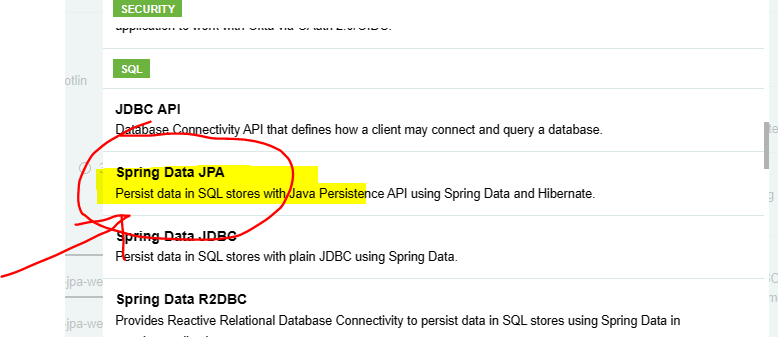 SECURITY
application to work with Okta via OAuth 2.0/OIDC.
SQL
otlin
JDBC API
Database Connectivity API that defines how a client may connect and query a database.
Spring Data JPA
Persist data in SQL stores with Java Persistence API using Spring Data and Hibernate.
Spring Data JDBC
Persist data in SQL stores with plain JDBC using Spring Data.
-jpa-we
Spring Data R2DBC
Provides Reactive Relational Database Connectivity to persist data in SQL stores using Spring Data in
-jpa-we